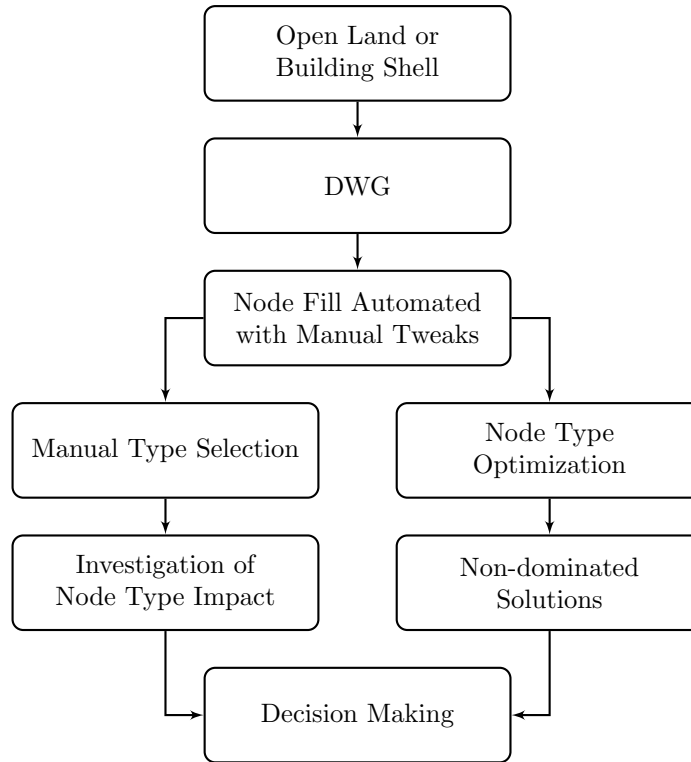 Open Land or
Building Shell
DWG
Node Fill Automated
with Manual Tweaks
Manual Type Selection
Node Type
Optimization
Investigation of
Node Type Impact
Non-dominated
Solutions
Decision Making